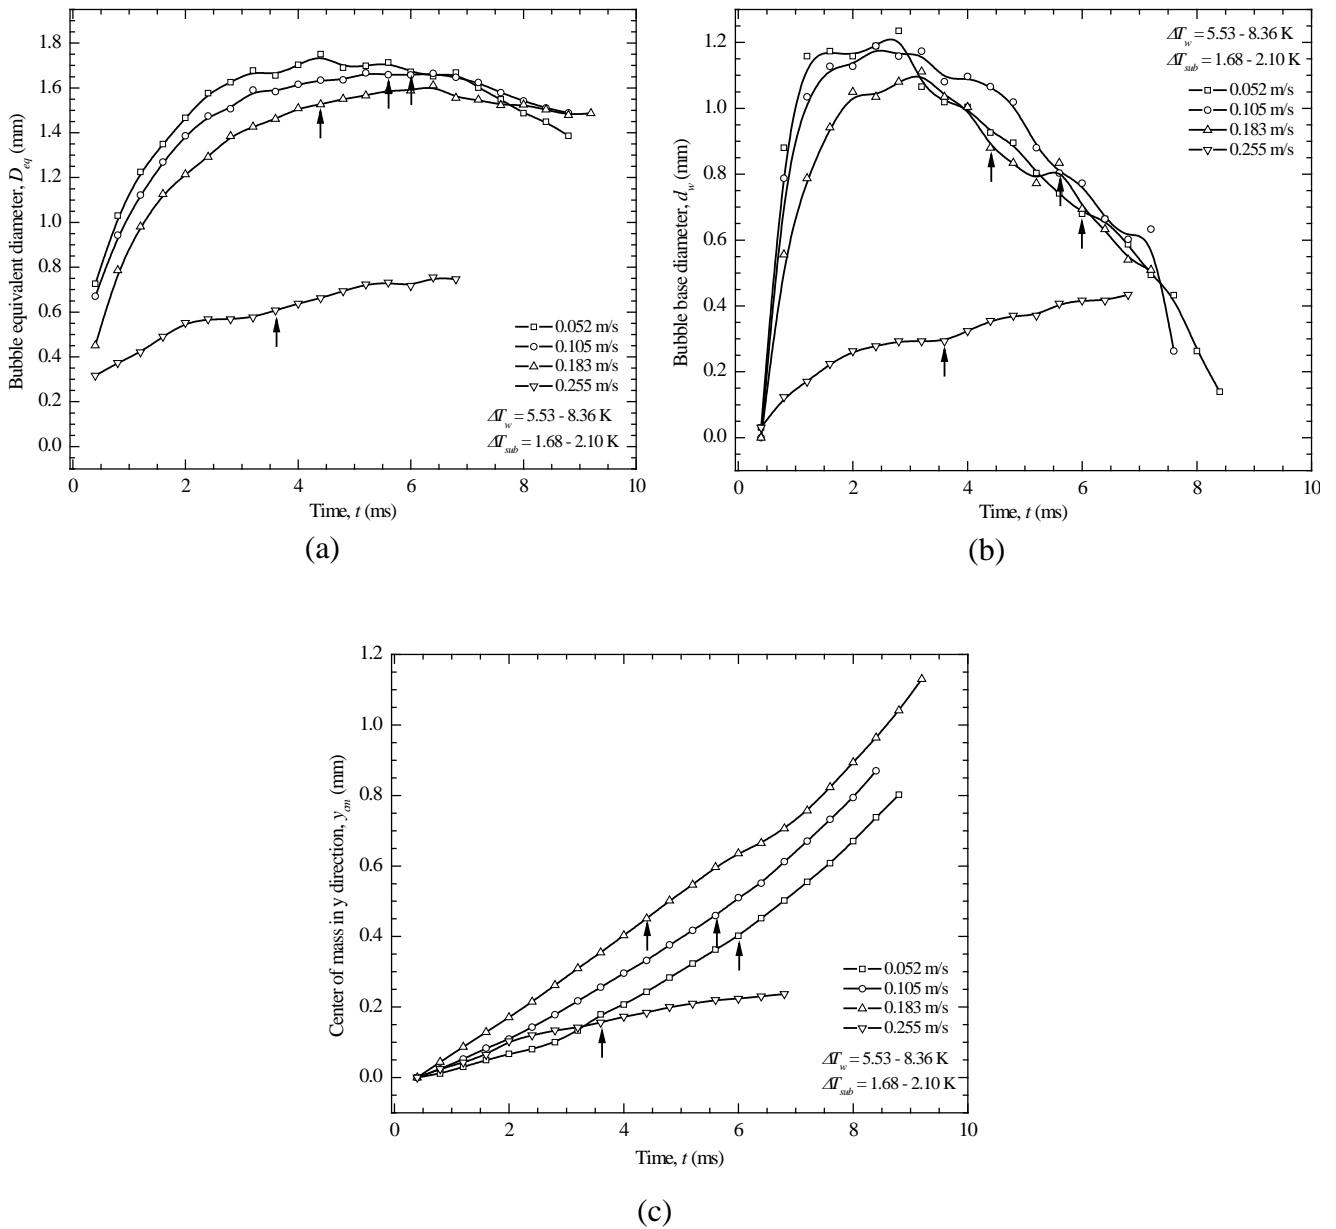 1.8
1.6
1.4
1.2
1.0
0.8
0.6
0.4
0.2
0.0
Bubble equivalent diameter, D_eq (mm)
0.052 m/s
0.105 m/s
0.183 m/s
0.255 m/s
ΔT_w = 5.53 - 8.36 K
ΔT_sub = 1.68 - 2.10 K
0 2 4 6 8 10
Time, t (ms)
(a)
1.2
1.0
0.8
0.6
0.4
0.2
0.0
Bubble base diameter, d_w (mm)
ΔT_w = 5.53 - 8.36 K
ΔT_sub = 1.68 - 2.10 K
0.052 m/s
0.105 m/s
0.183 m/s
0.255 m/s
0 2 4 6 8 10
Time, t (ms)
(b)
1.2
1.0
0.8
0.6
0.4
0.2
0.0
Center of mass in y direction, y_cm (mm)
0.052 m/s
0.105 m/s
0.183 m/s
0.255 m/s
ΔT_w = 5.53 - 8.36 K
ΔT_sub = 1.68 - 2.10 K
0 2 4 6 8 10
Time, t (ms)
(c)